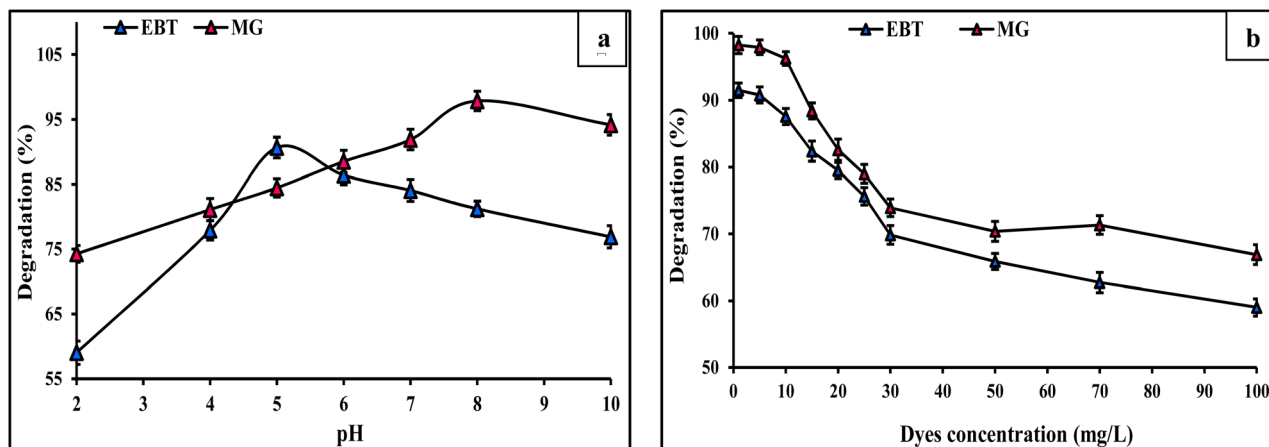 EBT MG
a
105
95
85
75
65
55
Degradation (%)
2 3 4 5 6 7 8 9 10
pH
EBT MG
b
100
90
80
70
60
50
Degradation (%)
0 10 20 30 40 50 60 70 80 90 100
Dyes concentration (mg/L)